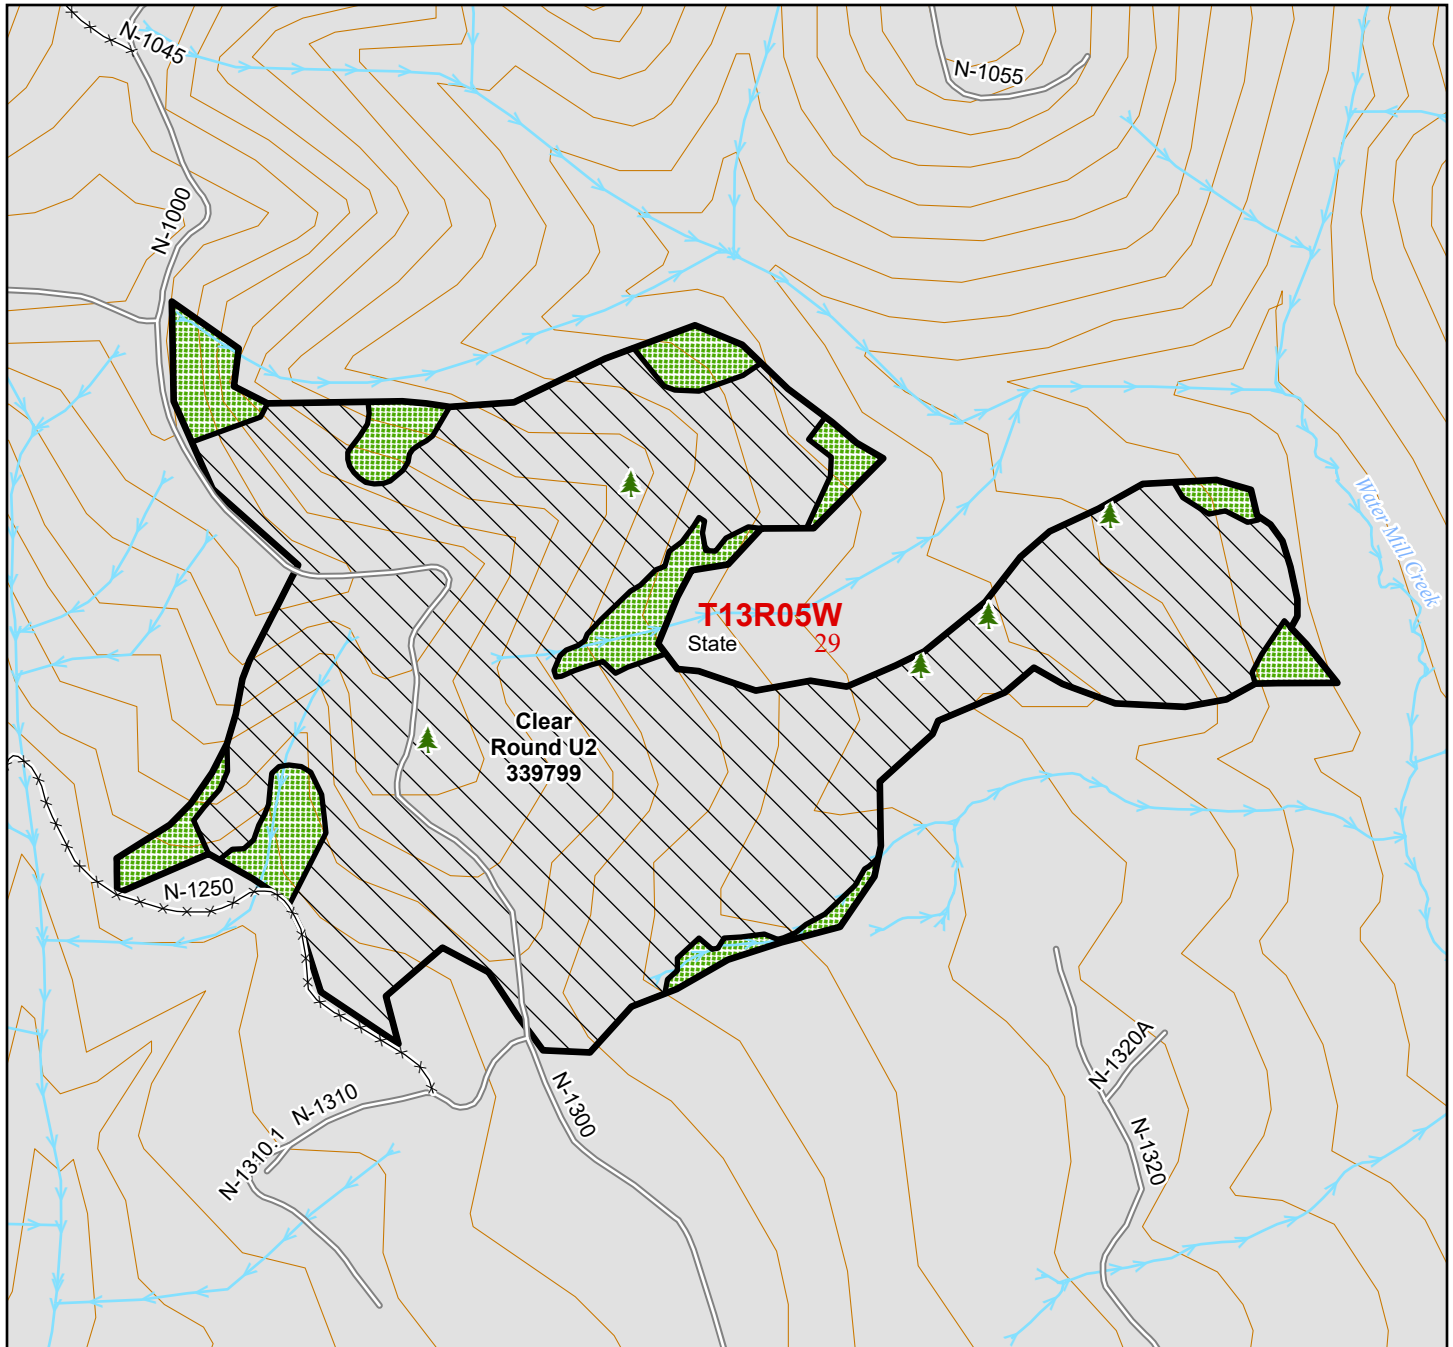 N-1045
N-1055
N-1000
Water Mill Creek
T13R05W
State
29
Clear
Round U2
339799
N-1250
N-1320A
N-1310
N-1300
N-1310.1
N-1320